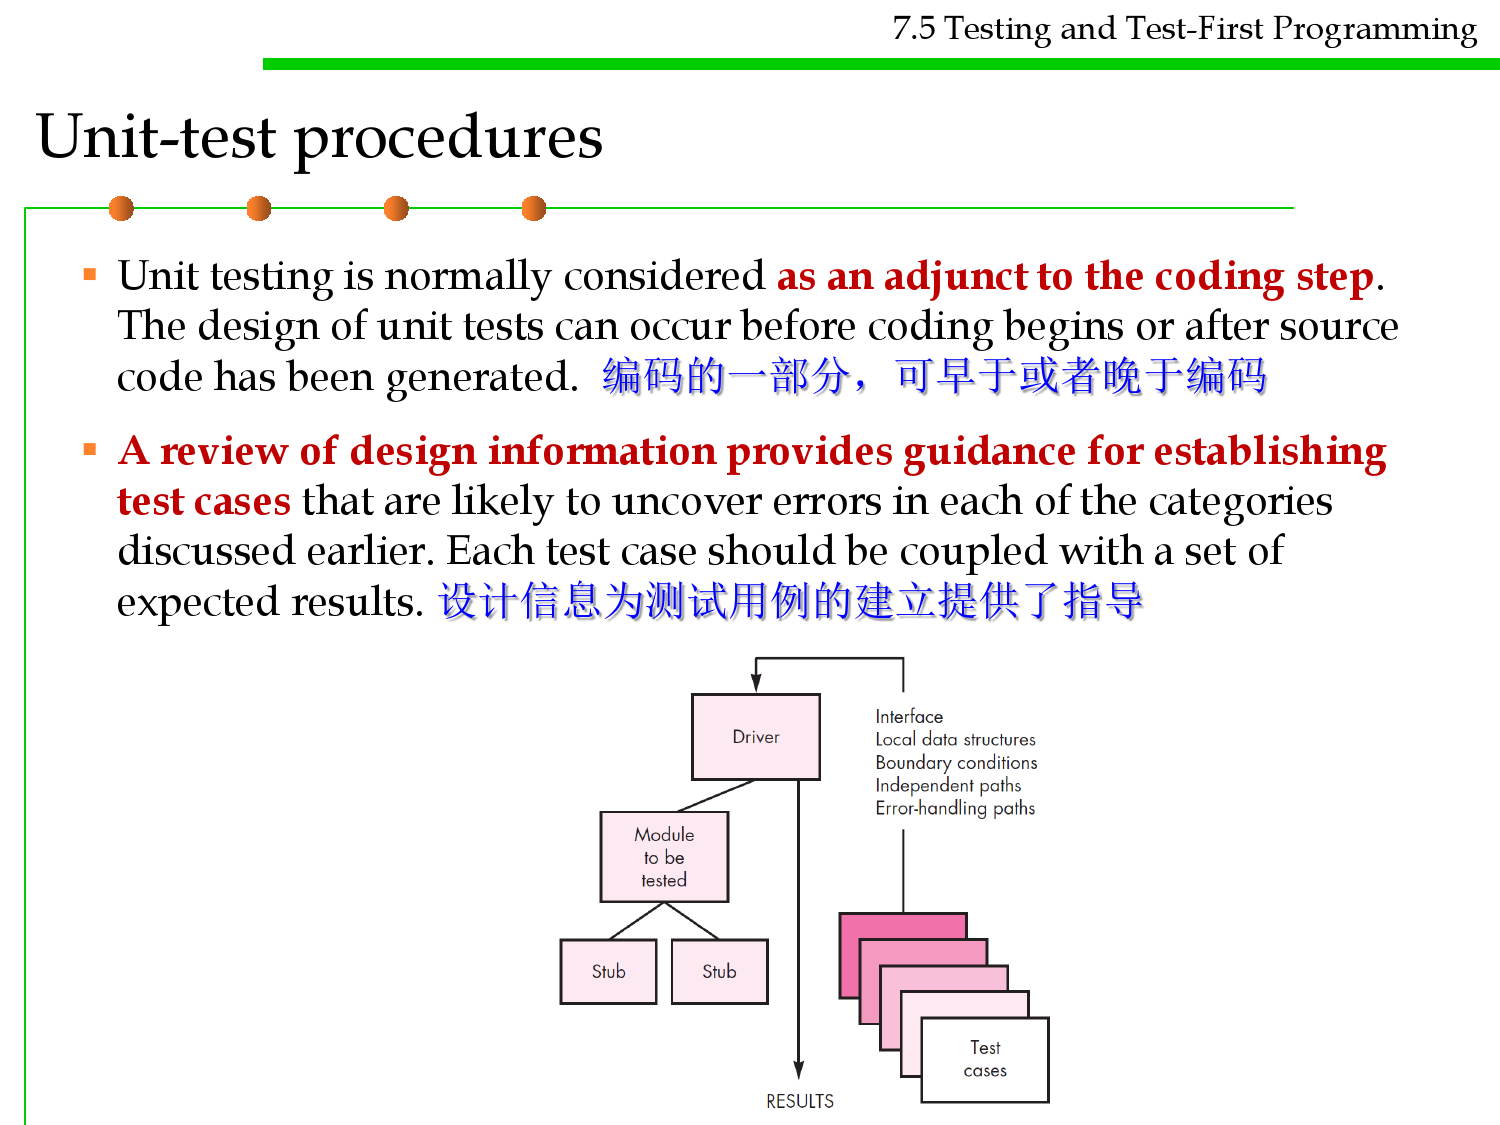 7.5 Testing and Test-First Programming
Unit-test procedures
Unit testing is normally considered as an adjunct to the coding step.
The design of unit tests can occur before coding begins or after source
code has been generated. 编码的一部分，可早于或者晚于编码
A review of design information provides guidance for establishing
test cases that are likely to uncover errors in each of the categories
discussed earlier. Each test case should be coupled with a set of
expected results. 设计信息为测试用例的建立提供了指导
Driver
Interface
Local data structures
Boundary conditions
Independent paths
Error-handling paths
Module
to be
tested
Stub
Stub
Test
cases
RESULTS